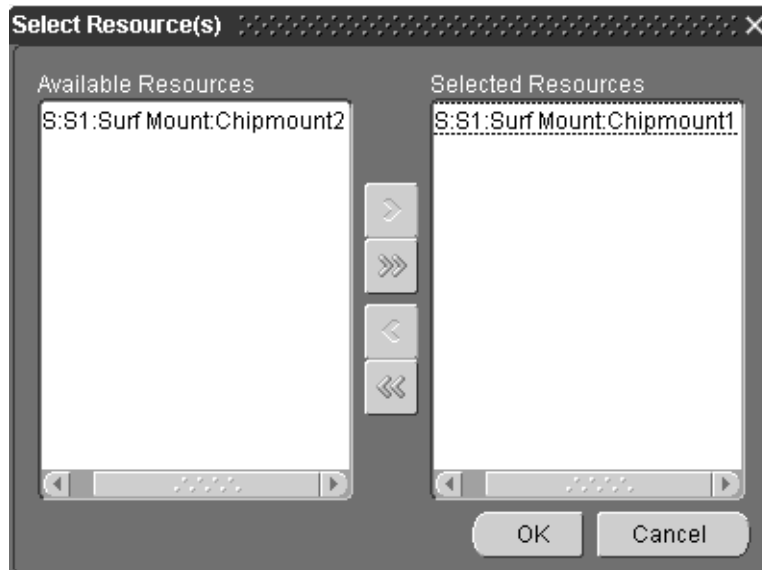 Select Resource(s)
Available Resources
Selected Resources
S:S1:Surf Mount:Chipmount2
S:S1:Surf Mount:Chipmount1
OK
Cancel